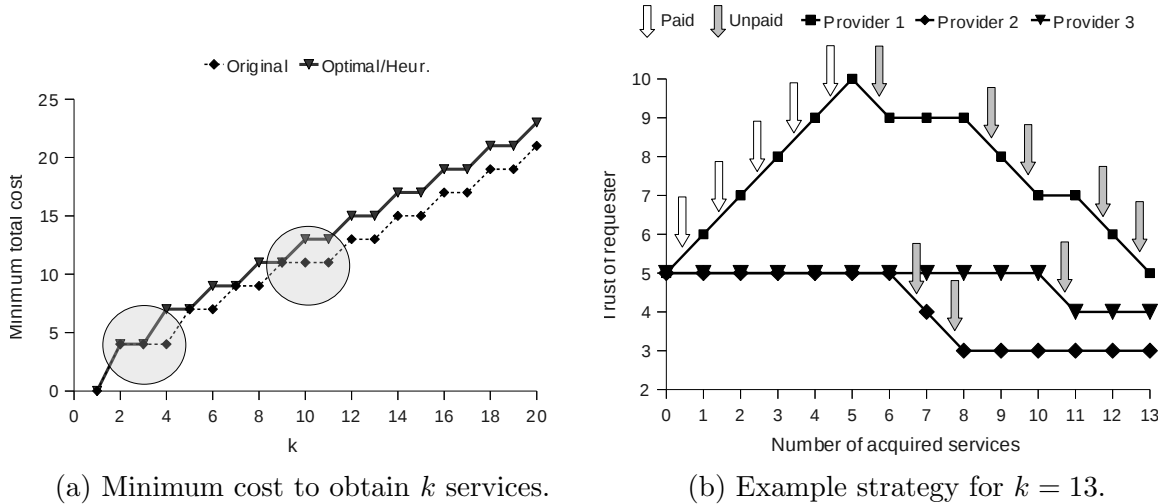 Original Optimal/Heur.
Minimum total cost
25
20
15
10
5
0
0 2 4 6 8 10 12 14 16 18 20
k
(a) Minimum cost to obtain k services.
Paid Unpaid Provider 1 Provider 2 Provider 3
Trust of requester
10
9
8
7
6
5
4
3
2
0 1 2 3 4 5 6 7 8 9 10 11 12 13
Number of acquired services
(b) Example strategy for k = 13.